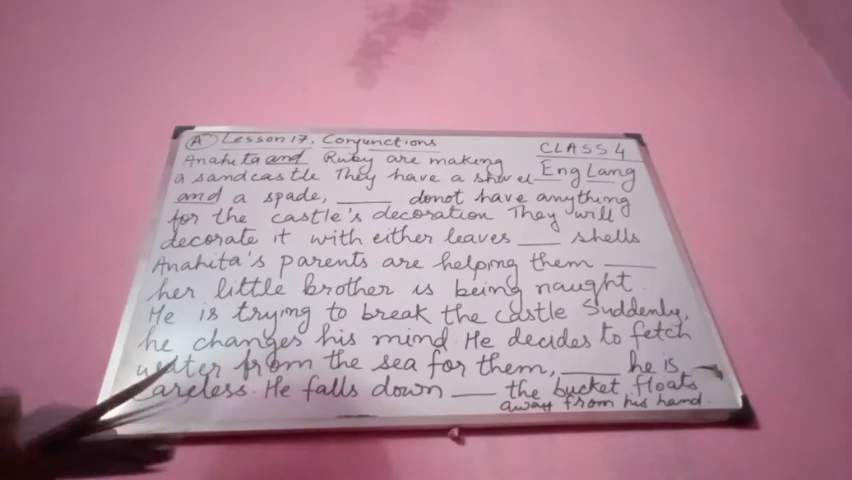 A Lesson 17. Conjunctions
CLASS 4
Eng Lang
Anahita and Ruby are making
a sandcastle They have a shovel
and a spade, ____ donot have anything
for the castle's decoration They will
decorate it with either leaves ___ shells
Anahita's parents are helping them ____
her little brother is being naught.
He is trying to break the castle Suddenly,
he changes his mind. He decides to fetch
water from the sea for them, ____ he is
careless. He falls down ___ the bucket floats
away from his hand.